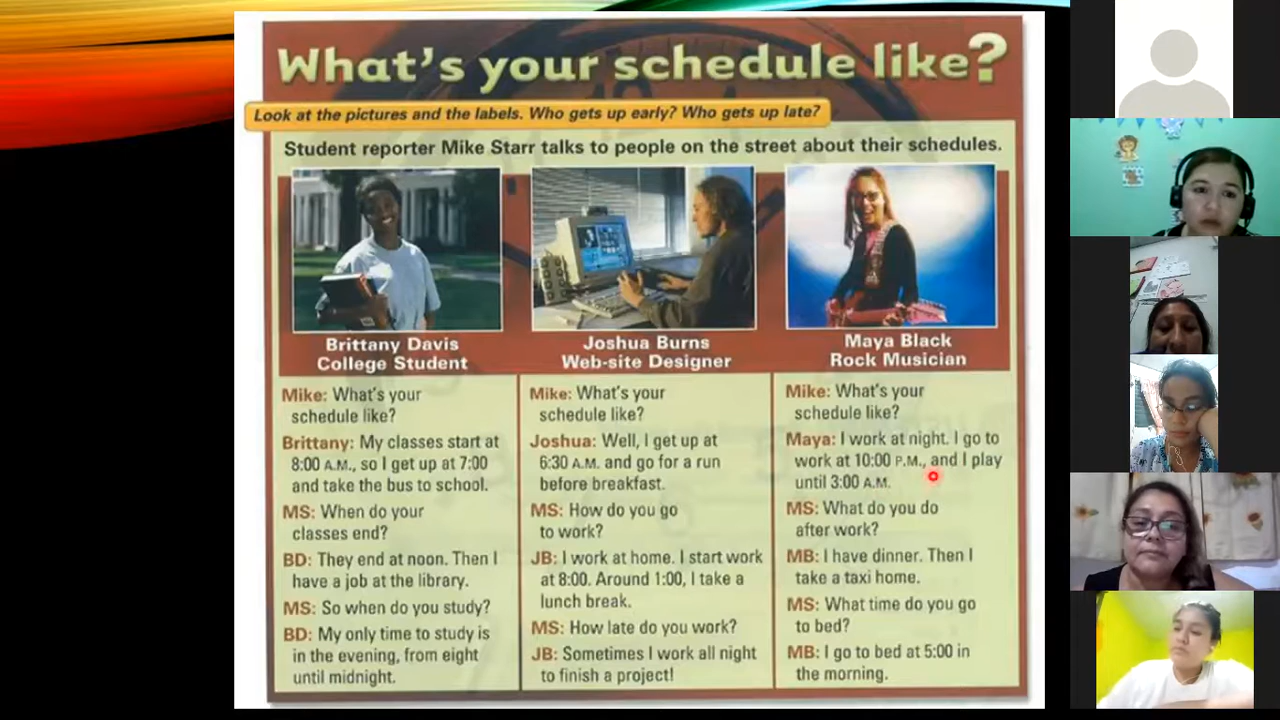 What's your schedule like?
Look at the pictures and the labels. Who gets up early? Who gets up late?
Student reporter Mike Starr talks to people on the street about their schedules.
Brittany Davis
College Student
Mike: What's your
schedule like?
Brittany: My classes start at
8:00 A.M., so I get up at 7:00
and take the bus to school.
MS: When do your
classes end?
BD: They end at noon. Then I
have a job at the library.
MS: So when do you study?
BD: My only time to study is
in the evening, from eight
until midnight.
Joshua Burns
Web-site Designer
Mike: What's your
schedule like?
Joshua: Well, I get up at
6:30 A.M. and go for a run
before breakfast.
MS: How do you go
to work?
JB: I work at home. I start work
at 8:00. Around 1:00, I take a
lunch break.
MS: How late do you work?
JB: Sometimes I work all night
to finish a project!
Maya Black
Rock Musician
Mike: What's your
schedule like?
Maya: I work at night. I go to
work at 10:00 P.M., and I play
until 3:00 A.M.
MS: What do you do
after work?
MB: I have dinner. Then I
take a taxi home.
MS: What time do you go
to bed?
MB: I go to bed at 5:00 in
the morning.